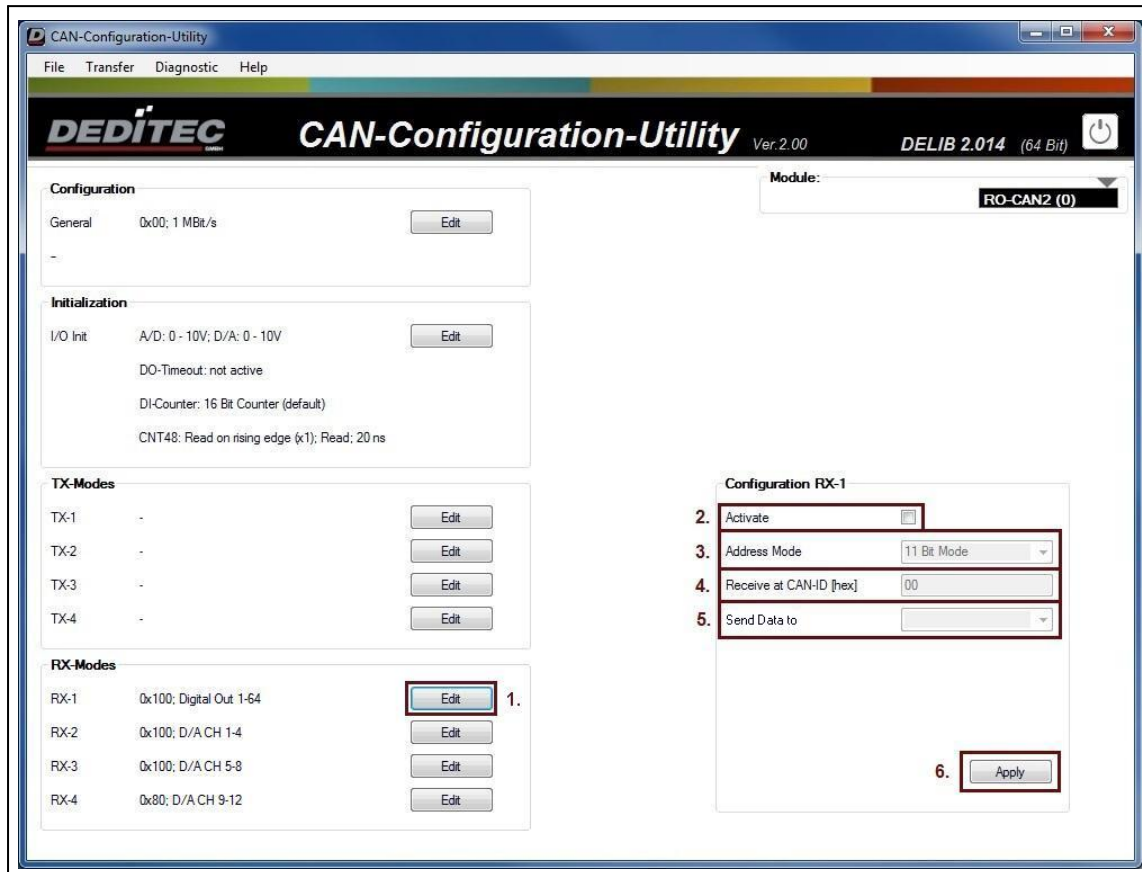 CAN-Configuration-Utility
File Transfer Diagnostic Help
DEDITEC GMBH CAN-Configuration-Utility Ver.2.00 DELIB 2.014 (64 Bit)
Module:
RO-CAN2 (0)
Configuration
General 0x00; 1 MBit/s Edit
-
Initialization
I/O Init A/D: 0 - 10V; D/A: 0 - 10V Edit
DO-Timeout: not active
DI-Counter: 16 Bit Counter (default)
CNT48: Read on rising edge (x1); Read; 20 ns
TX-Modes
TX-1 - Edit
TX-2 - Edit
TX-3 - Edit
TX-4 - Edit
RX-Modes
RX-1 0x100; Digital Out 1-64 Edit 1.
RX-2 0x100; D/A CH 1-4 Edit
RX-3 0x100; D/A CH 5-8 Edit
RX-4 0x80; D/A CH 9-12 Edit
Configuration RX-1
2. Activate
3. Address Mode 11 Bit Mode
4. Receive at CAN-ID [hex] 00
5. Send Data to
6. Apply